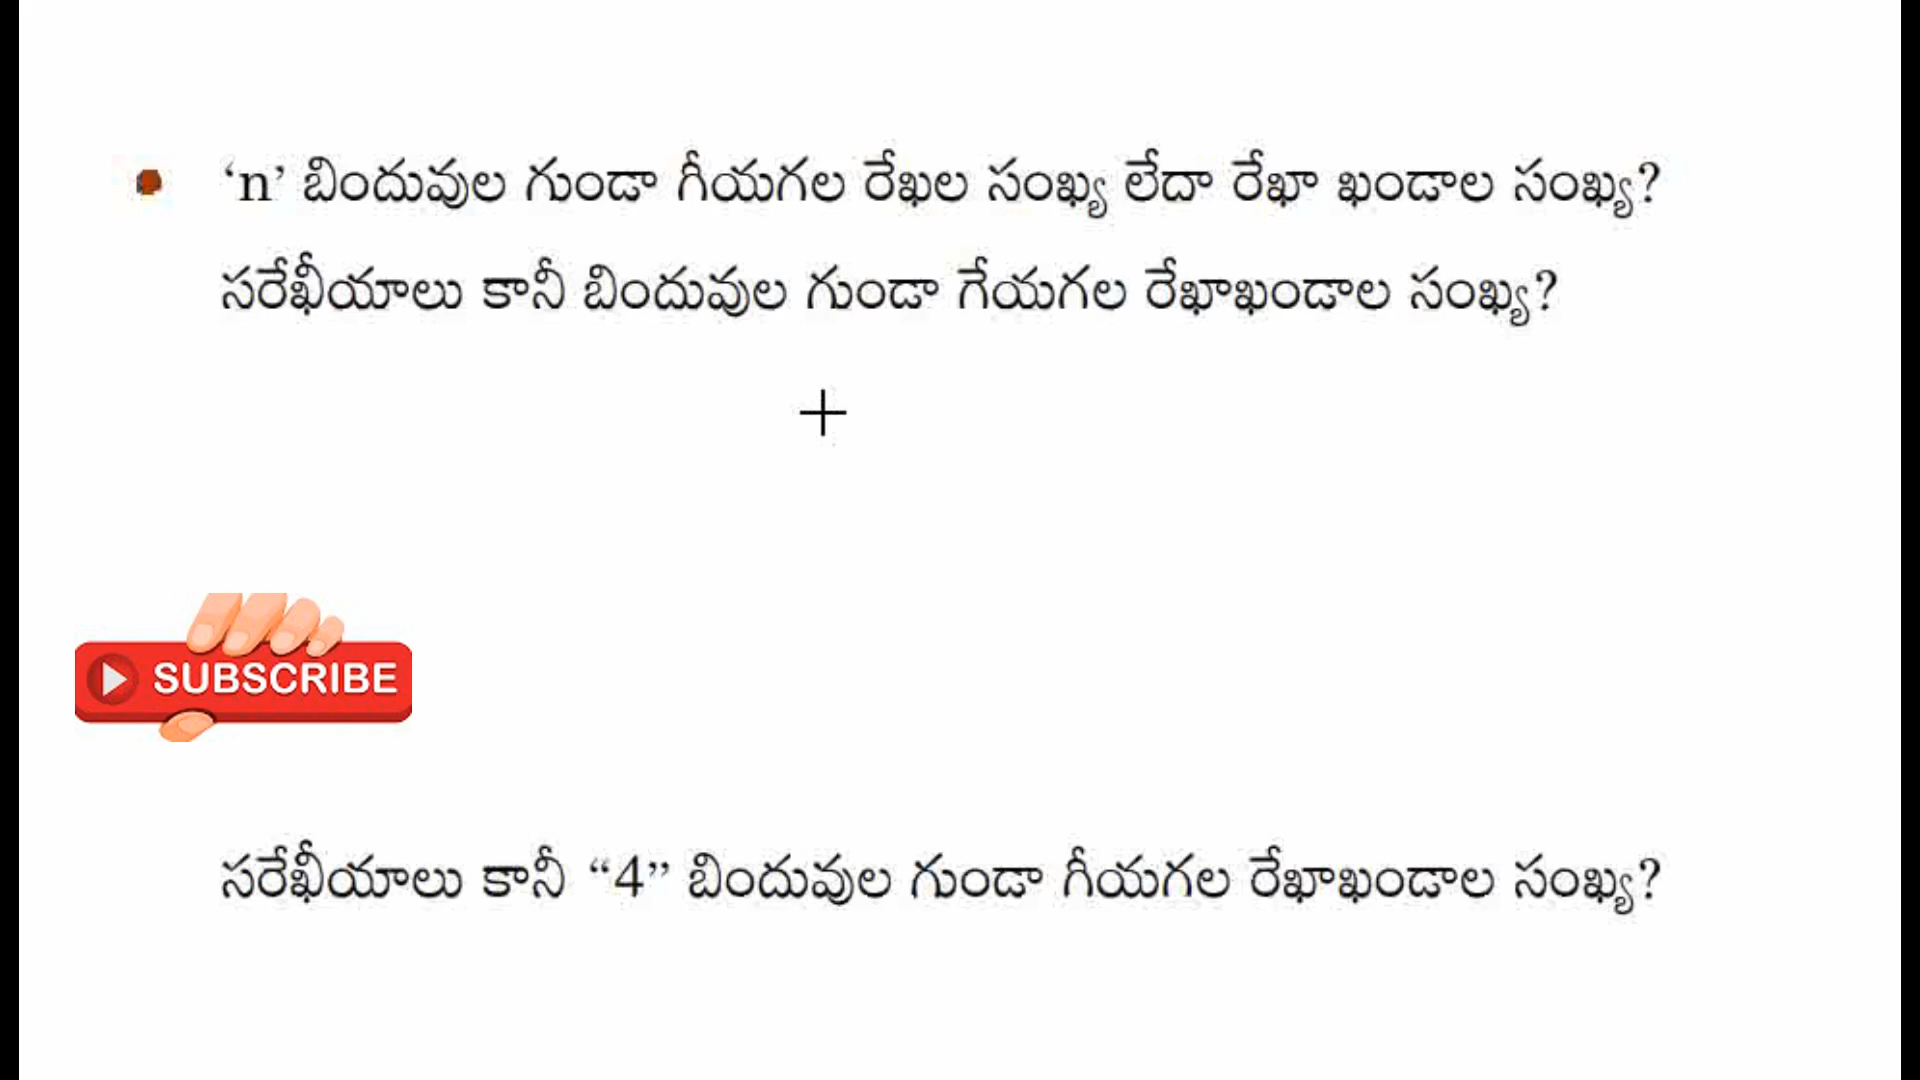 ‘n’ బిందువుల గుండా గీయగల రేఖల సంఖ్య లేదా రేఖా ఖండాల సంఖ్య?
సరేఖీయాలు కానీ బిందువుల గుండా గేయగల రేఖాఖండాల సంఖ్య?
SUBSCRIBE
సరేఖీయాలు కానీ “4” బిందువుల గుండా గీయగల రేఖాఖండాల సంఖ్య?